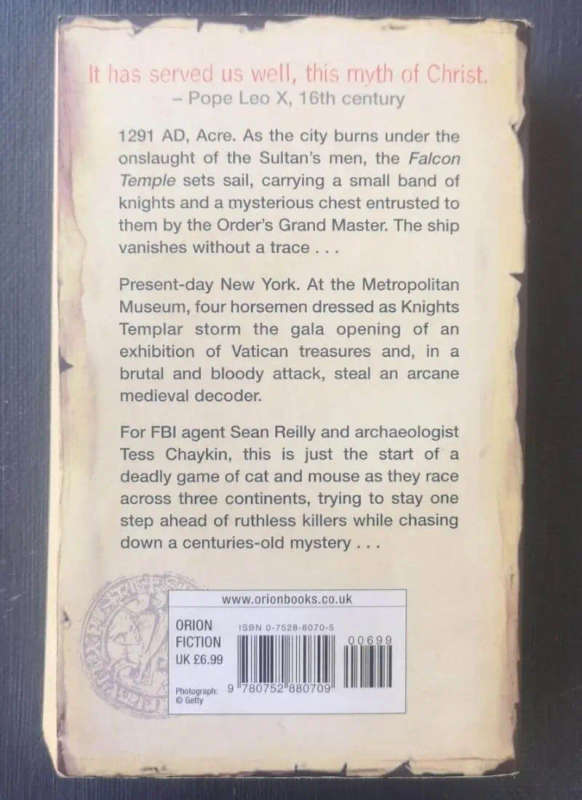 It has served us well, this myth of Christ.
– Pope Leo X, 16th century
1291 AD, Acre. As the city burns under the
onslaught of the Sultan's men, the Falcon
Temple sets sail, carrying a small band of
knights and a mysterious chest entrusted to
them by the Order's Grand Master. The ship
vanishes without a trace . . .
Present-day New York. At the Metropolitan
Museum, four horsemen dressed as Knights
Templar storm the gala opening of an
exhibition of Vatican treasures and, in a
brutal and bloody attack, steal an arcane
medieval decoder.
For FBI agent Sean Reilly and archaeologist
Tess Chaykin, this is just the start of a
deadly game of cat and mouse as they race
across three continents, trying to stay one
step ahead of ruthless killers while chasing
down a centuries-old mystery . . .
www.orionbooks.co.uk
ORION
FICTION
UK £6.99
Photograph:
© Getty
ISBN 0-7528-8070-5
00699
9 780752 880709